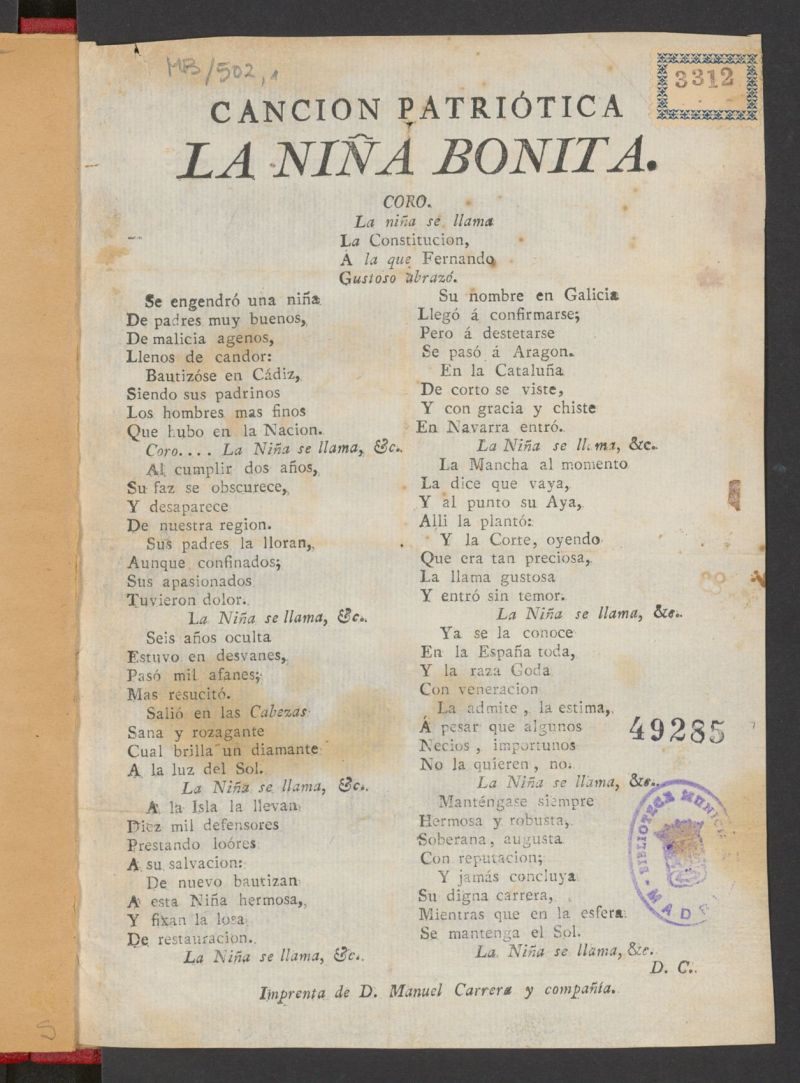 MB/502,1
3312
CANCION PATRIÓTICA
LA NIÑA BONITA.
CORO.
La niña se llama
La Constitucion,
A la que Fernando
Gustoso abrazó.
Se engendró una niña
De padres muy buenos,
De malicia agenos,
Llenos de candor:
Bautizóse en Cádiz,
Siendo sus padrinos
Los hombres mas finos
Que hubo en la Nacion.
Coro.... La Niña se llama, &c.
Al cumplir dos años,
Su faz se obscurece,
Y desaparece
De nuestra region.
Sus padres la lloran,
Aunque confinados;
Sus apasionados
Tuvieron dolor.
La Niña se llama, &c.
Seis años oculta
Estuvo en desvanes,
Pasó mil afanes;
Mas resucitó.
Salió en las Cabezas
Sana y rozagante
Cual brilla un diamante
A la luz del Sol.
La Niña se llama, &c.
A la Isla la llevan
Diez mil defensores
Prestando loóres
A su salvacion:
De nuevo bautizan
A esta Niña hermosa,
Y fixan la losa
De restauracion.
La Niña se llama, &c.
Su nombre en Galicia
Llegó á confirmarse;
Pero á destetarse
Se pasó á Aragon.
En la Cataluña
De corto se viste,
Y con gracia y chiste
En Navarra entró.
La Niña se llama, &c.
La Mancha al momento
La dice que vaya,
Y al punto su Aya,
Alli la plantó:
Y la Corte, oyendo
Que era tan preciosa,
La llama gustosa
Y entró sin temor.
La Niña se llama, &c.
Ya se la conoce
En la España toda,
Y la raza Goda
Con veneracion
La admite, la estima,
Á pesar que algunos
Necios, importunos
No la quieren, no.
La Niña se llama, &c.
Manténgase siempre
Hermosa y robusta,
Soberana, augusta
Con reputacion;
Y jamás concluya
Su digna carrera,
Mientras que en la esfera
Se mantenga el Sol.
La Niña se llama, &c.
D. C.
Imprenta de D. Manuel Carrera y compañía.
49285
BIBLIOTECA MUNICI
MADR
5